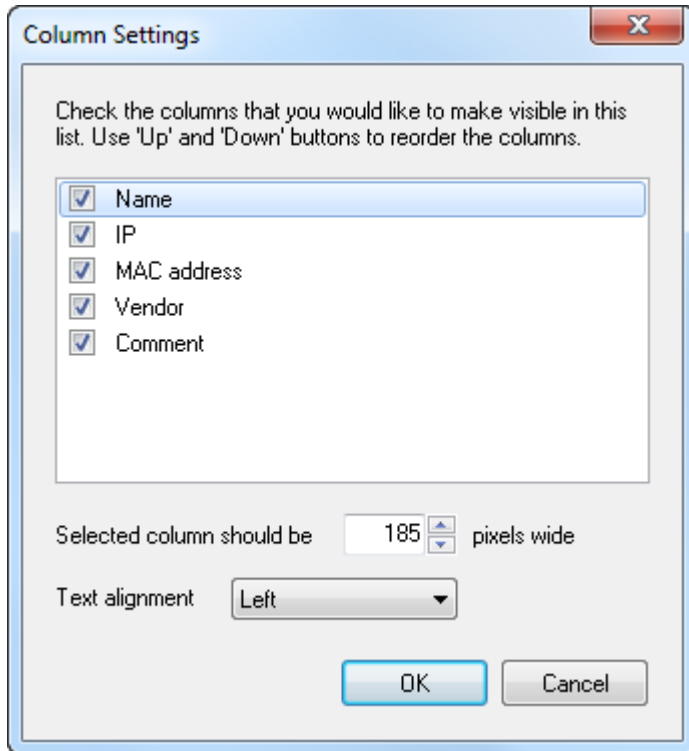 Column Settings
Check the columns that you would like to make visible in this
list. Use 'Up' and 'Down' buttons to reorder the columns.
Name
IP
MAC address
Vendor
Comment
Selected column should be 185 pixels wide
Text alignment Left
OK Cancel